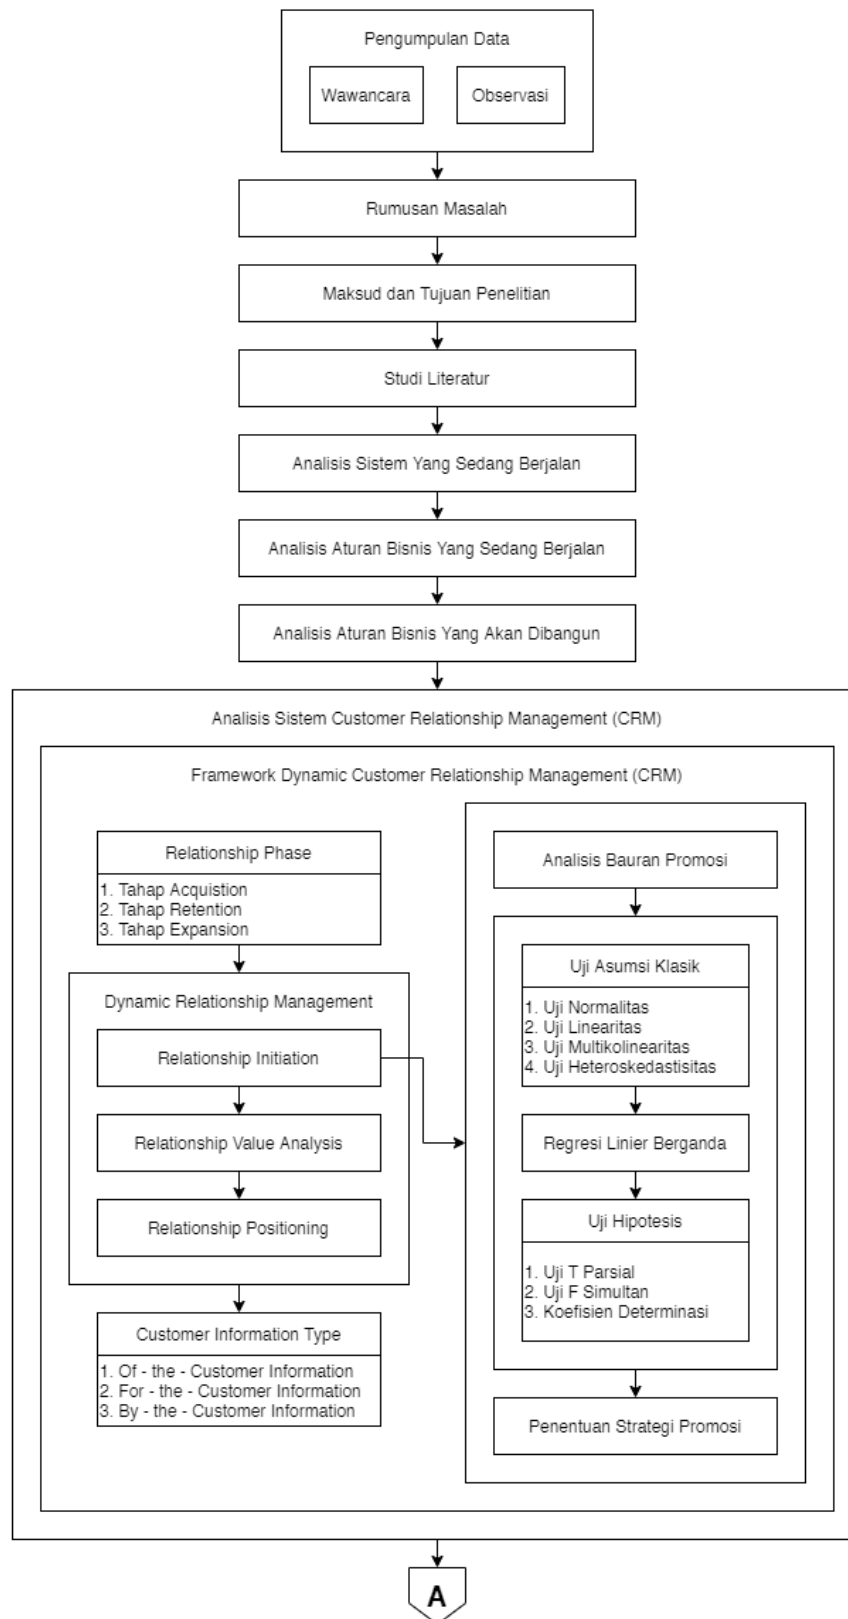 Pengumpulan Data
Wawancara
Observasi
Rumusan Masalah
Maksud dan Tujuan Penelitian
Studi Literatur
Analisis Sistem Yang Sedang Berjalan
Analisis Aturan Bisnis Yang Sedang Berjalan
Analisis Aturan Bisnis Yang Akan Dibangun
Analisis Sistem Customer Relationship Management (CRM)
Framework Dynamic Customer Relationship Management (CRM)
Relationship Phase
1. Tahap Acquistion
2. Tahap Retention
3. Tahap Expansion
Dynamic Relationship Management
Relationship Initiation
Relationship Value Analysis
Relationship Positioning
Customer Information Type
1. Of - the - Customer Information
2. For - the - Customer Information
3. By - the - Customer Information
Analisis Bauran Promosi
Uji Asumsi Klasik
1. Uji Normalitas
2. Uji Linearitas
3. Uji Multikolinearitas
4. Uji Heteroskedastisitas
Regresi Linier Berganda
Uji Hipotesis
1. Uji T Parsial
2. Uji F Simultan
3. Koefisien Determinasi
Penentuan Strategi Promosi
A